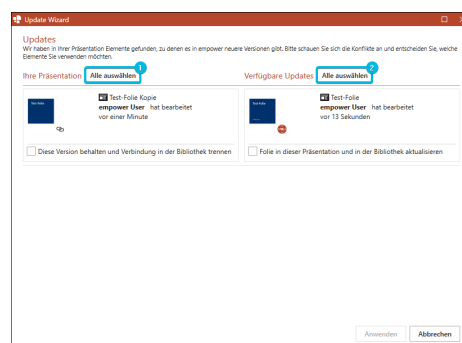 Update Wizard
Updates
Wir haben in Ihrer Präsentation Elemente gefunden, zu denen es in empower neuere Versionen gibt. Bitte schauen Sie sich die Konflikte an und entscheiden Sie, welche
Elemente Sie verwenden möchten.
1
2
Ihre Präsentation Alle auswählen
Verfügbare Updates Alle auswählen
Test-Folie
Test-Folie Kopie
empower User hat bearbeitet
vor einer Minute
Diese Version behalten und Verbindung in der Bibliothek trennen
Test-Folie
empower User hat bearbeitet
vor 13 Sekunden
Folie in dieser Präsentation und in der Bibliothek aktualisieren
Anwenden Abbrechen